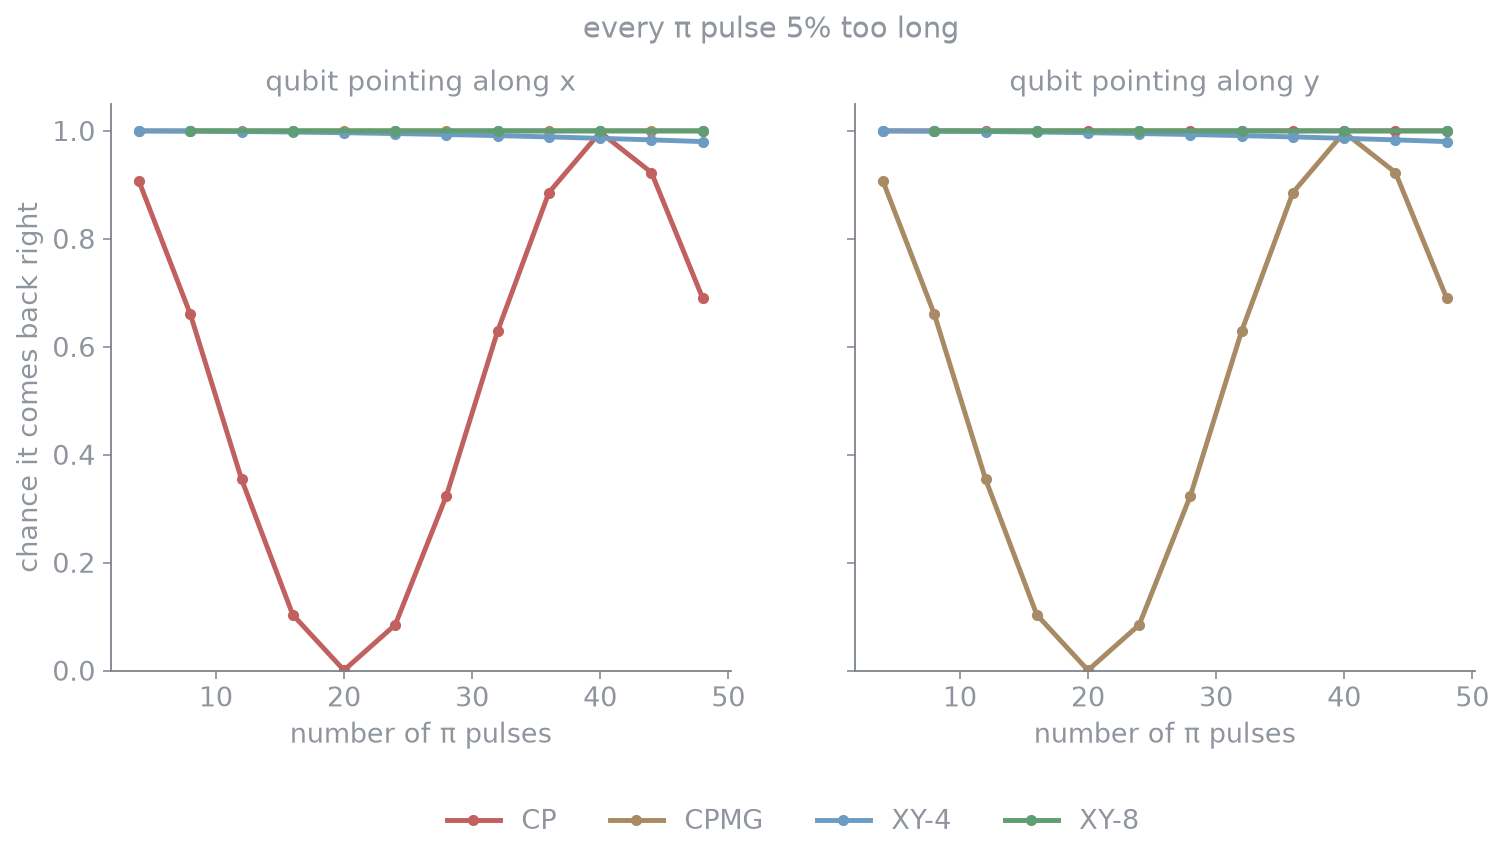 every π pulse 5% too long
qubit pointing along x
qubit pointing along y
chance it comes back right
1.0
0.8
0.6
0.4
0.2
0.0
10 20 30 40 50
10 20 30 40 50
number of π pulses
number of π pulses
CP CPMG XY-4 XY-8